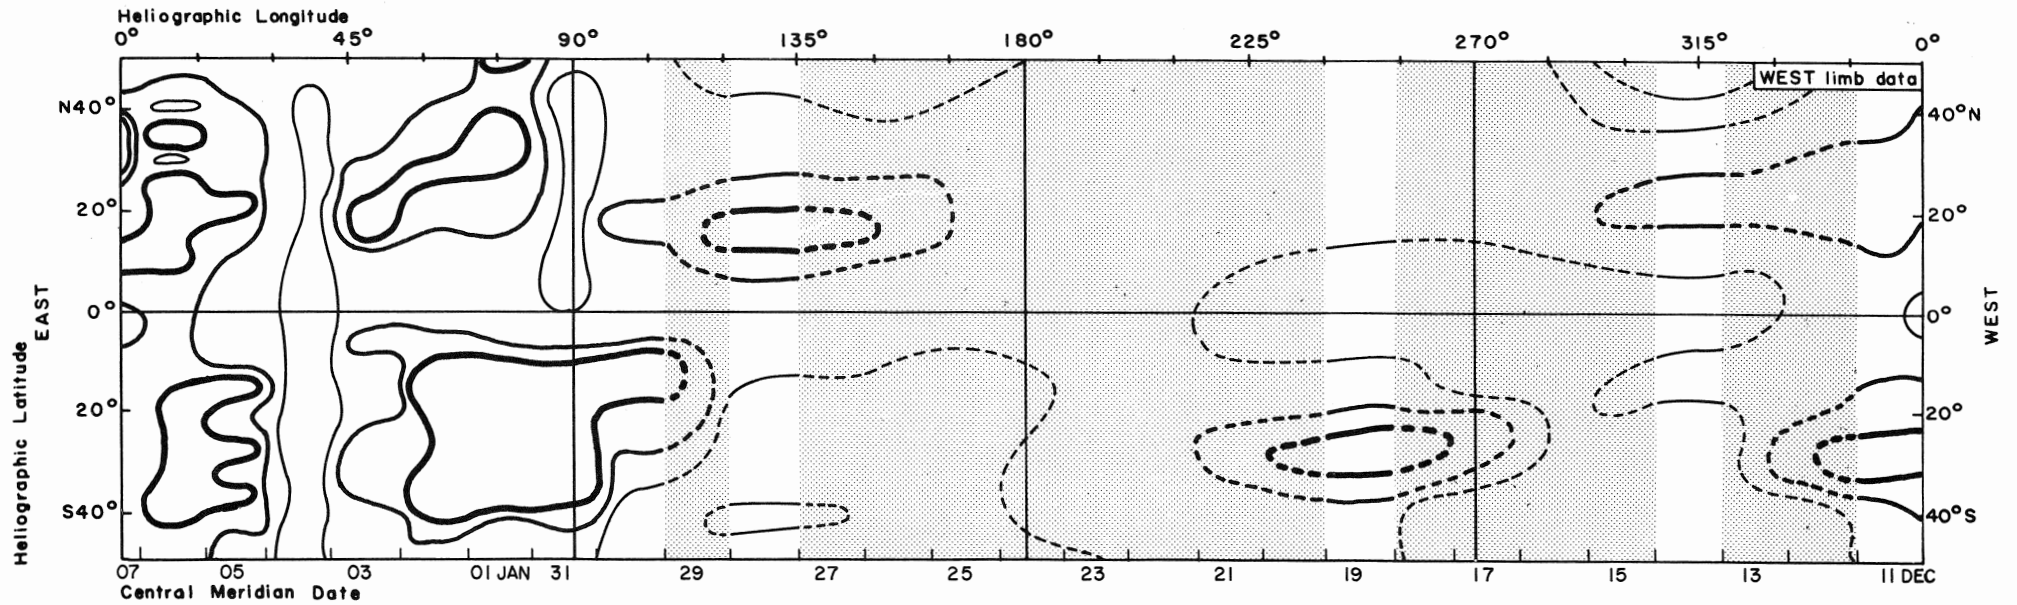 Heliographic Longitude
0° 45° 90° 135° 180° 225° 270° 315° 0°
WEST limb data
N40° 40°N
20° 20°
0° 0°
EAST WEST
Heliographic Latitude
20° 20°
S40° 40°S
07 05 03 01 JAN 31 29 27 25 23 21 19 17 15 13 11 DEC
Central Meridian Date